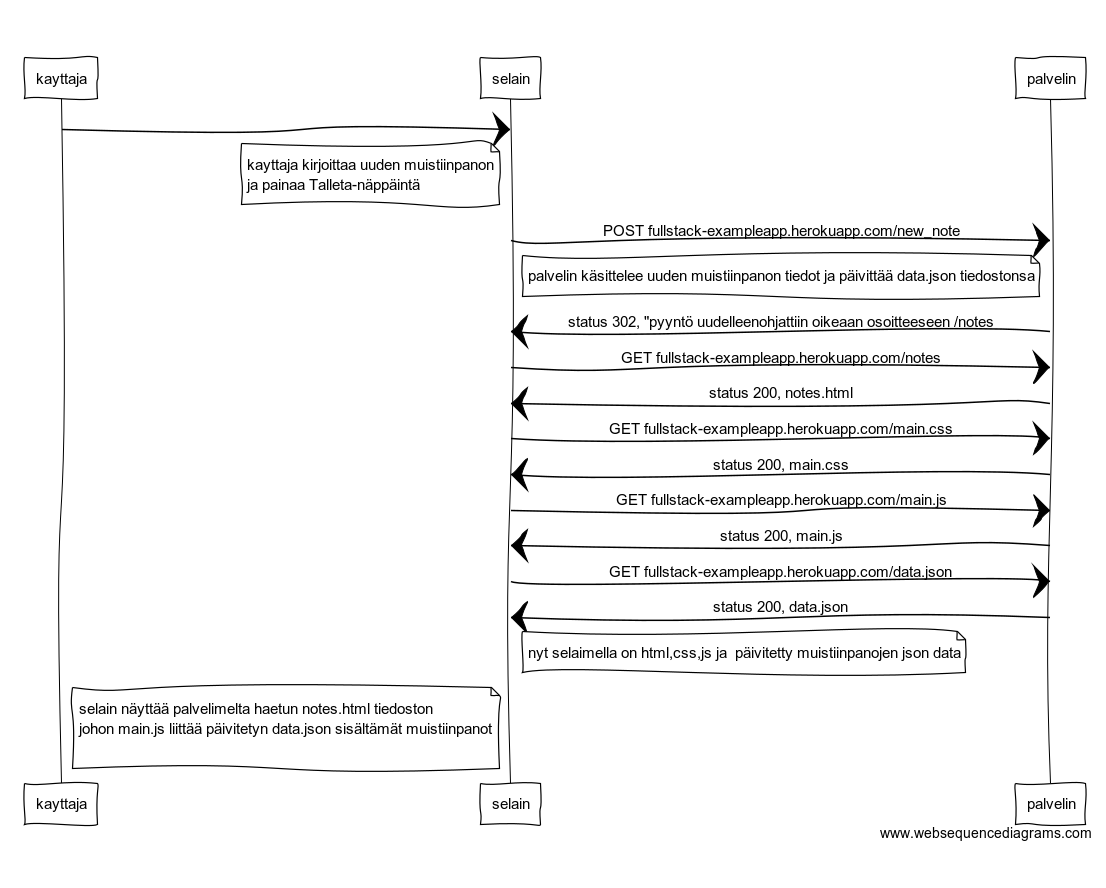 kayttaja
selain
palvelin
kayttaja kirjoittaa uuden muistiinpanon
ja painaa Talleta-näppäintä
POST fullstack-exampleapp.herokuapp.com/new_note
palvelin käsittelee uuden muistiinpanon tiedot ja päivittää data.json tiedostonsa
status 302, "pyyntö uudelleenohjattiin oikeaan osoitteeseen /notes
GET fullstack-exampleapp.herokuapp.com/notes
status 200, notes.html
GET fullstack-exampleapp.herokuapp.com/main.css
status 200, main.css
GET fullstack-exampleapp.herokuapp.com/main.js
status 200, main.js
GET fullstack-exampleapp.herokuapp.com/data.json
status 200, data.json
nyt selaimella on html,css,js ja  päivitetty muistiinpanojen json data
selain näyttää palvelimelta haetun notes.html tiedoston
johon main.js liittää päivitetyn data.json sisältämät muistiinpanot
kayttaja
selain
palvelin
www.websequencediagrams.com